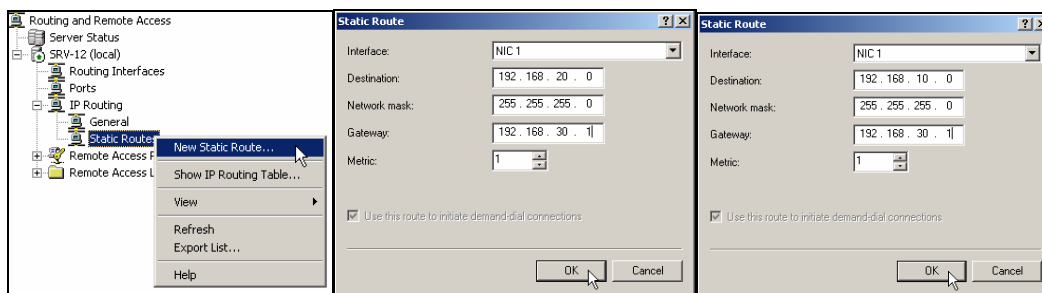 Routing and Remote Access
Server Status
SRV-12 (local)
Routing Interfaces
Ports
IP Routing
General
Static Routes
Remote Access P
Remote Access L
New Static Route...
Show IP Routing Table...
View
Refresh
Export List...
Help
Static Route
Interface: NIC 1
Destination: 192 . 168 . 20 . 0
Network mask: 255 . 255 . 255 . 0
Gateway: 192 . 168 . 30 . 1
Metric: 1
Use this route to initiate demand-dial connections
OK Cancel
Static Route
Interface: NIC 1
Destination: 192 . 168 . 10 . 0
Network mask: 255 . 255 . 255 . 0
Gateway: 192 . 168 . 30 . 1
Metric: 1
Use this route to initiate demand-dial connections
OK Cancel